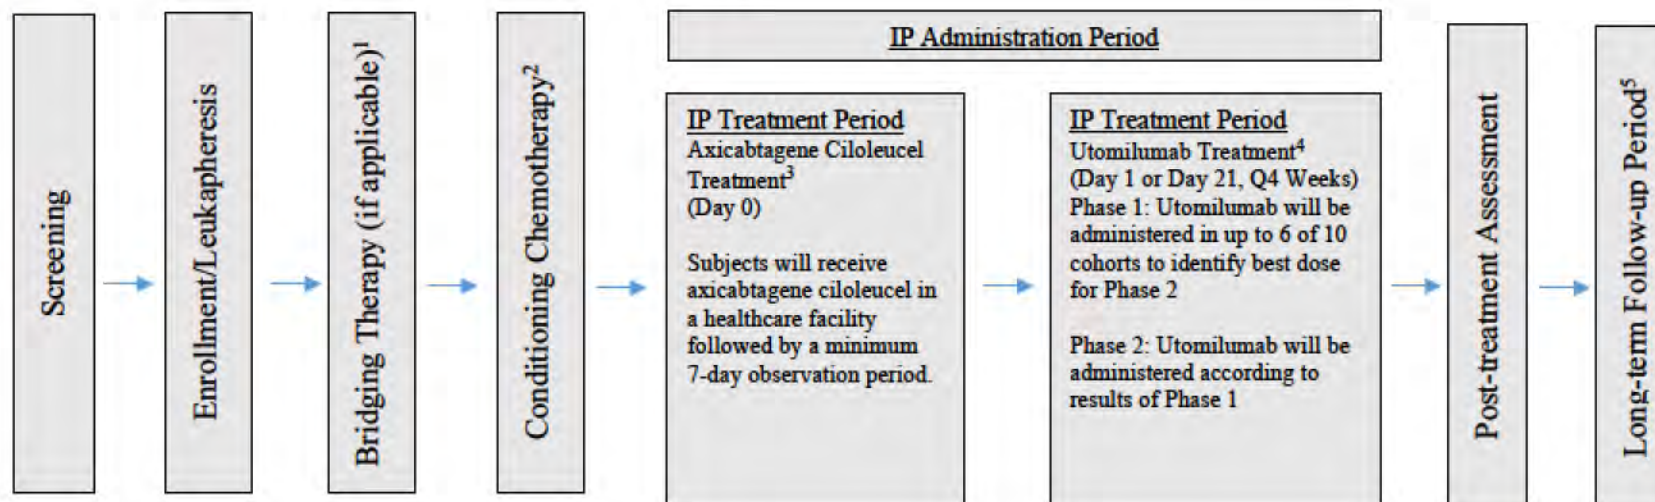 Screening
Enrollment/Leukapheresis
Bridging Therapy (if applicable)1
Conditioning Chemotherapy2
IP Administration Period
IP Treatment Period
Axicabtagene Ciloleucel
Treatment3
(Day 0)
Subjects will receive
axicabtagene ciloleucel in
a healthcare facility
followed by a minimum
7-day observation period.
IP Treatment Period
Utomilumab Treatment4
(Day 1 or Day 21, Q4 Weeks)
Phase 1: Utomilumab will be
administered in up to 6 of 10
cohorts to identify best dose
for Phase 2
Phase 2: Utomilumab will be
administered according to
results of Phase 1
Post-treatment Assessment
Long-term Follow-up Period5